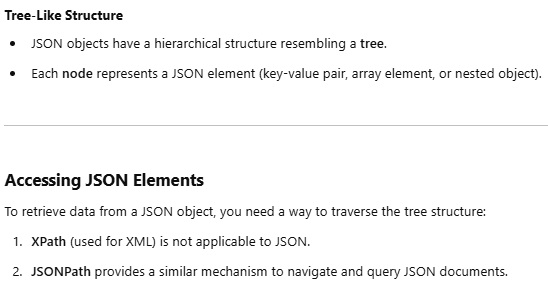 Tree-Like Structure
• JSON objects have a hierarchical structure resembling a tree.
• Each node represents a JSON element (key-value pair, array element, or nested object).
Accessing JSON Elements
To retrieve data from a JSON object, you need a way to traverse the tree structure:
1. XPath (used for XML) is not applicable to JSON.
2. JSONPath provides a similar mechanism to navigate and query JSON documents.